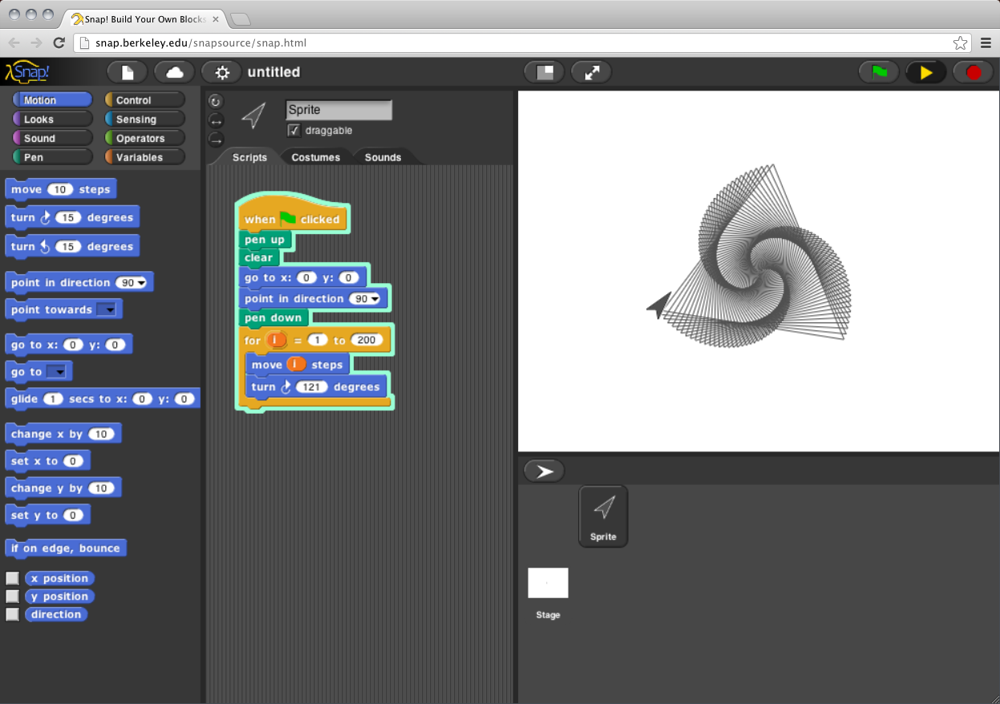 Snap! Build Your Own Blocks
snap.berkeley.edu/snapsource/snap.html
λSnap!
untitled
Motion
Control
Looks
Sensing
Sound
Operators
Pen
Variables
move 10 steps
turn 15 degrees
turn 15 degrees
point in direction 90
point towards
go to x: 0 y: 0
go to
glide 1 secs to x: 0 y: 0
change x by 10
set x to 0
change y by 10
set y to 0
if on edge, bounce
x position
y position
direction
Sprite
draggable
Scripts
Costumes
Sounds
when clicked
pen up
clear
go to x: 0 y: 0
point in direction 90
pen down
for i = 1 to 200
move i steps
turn 121 degrees
Sprite
Stage